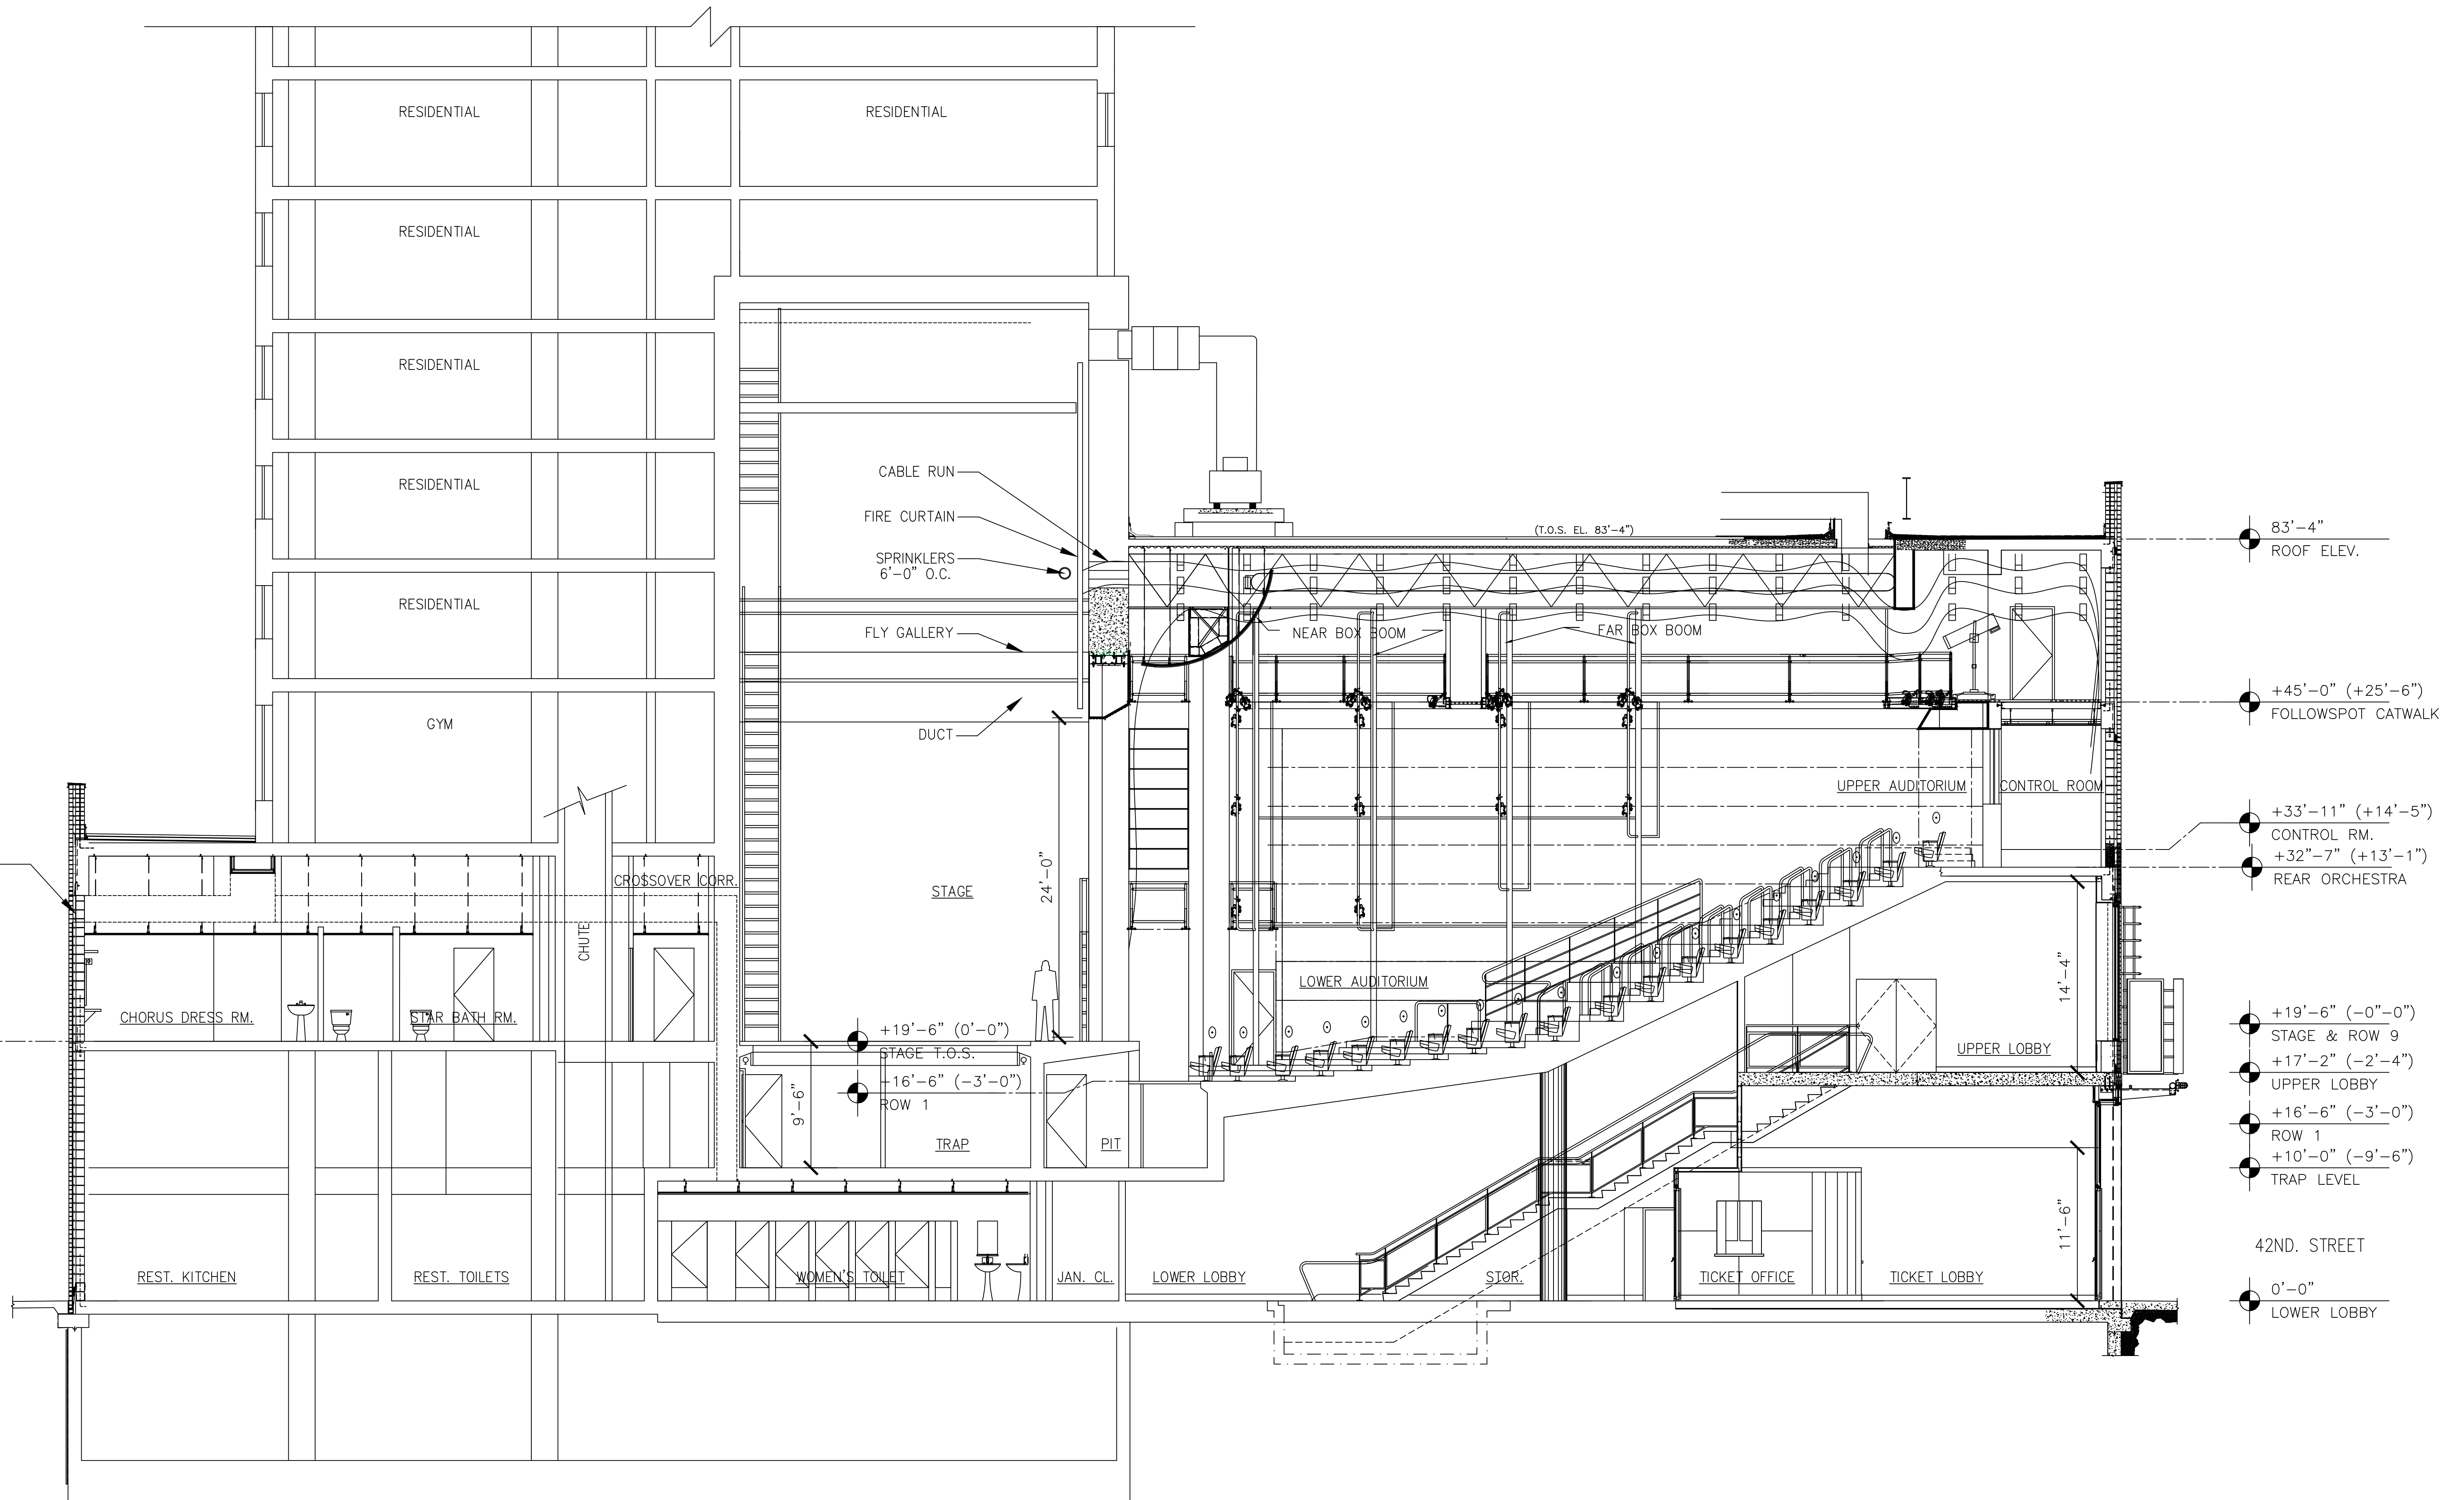 RESIDENTIAL
RESIDENTIAL
RESIDENTIAL
RESIDENTIAL
RESIDENTIAL
RESIDENTIAL
GYM
CABLE RUN
FIRE CURTAIN
SPRINKLERS
6'-0" O.C.
FLY GALLERY
DUCT
(T.O.S. EL. 83'-4")
NEAR BOX BOOM
FAR BOX BOOM
UPPER AUDITORIUM
CONTROL ROOM
CROSSOVER CORR.
STAGE
24'-0"
CHUTE
LOWER AUDITORIUM
CHORUS DRESS RM.
STAR BATH RM.
14'-4"
UPPER LOBBY
+19'-6" (0'-0")
STAGE T.O.S.
+16'-6" (-3'-0")
ROW 1
9'-6"
TRAP
PIT
11'-6"
REST. KITCHEN
REST. TOILETS
WOMEN'S TOILET
JAN. CL.
LOWER LOBBY
STOR.
TICKET OFFICE
TICKET LOBBY
83'-4"
ROOF ELEV.
+45'-0" (+25'-6")
FOLLOWSPOT CATWALK
+33'-11" (+14'-5")
CONTROL RM.
+32"-7" (+13'-1")
REAR ORCHESTRA
+19'-6" (-0"-0")
STAGE & ROW 9
+17'-2" (-2'-4")
UPPER LOBBY
+16'-6" (-3'-0")
ROW 1
+10'-0" (-9'-6")
TRAP LEVEL
42ND. STREET
0'-0"
LOWER LOBBY